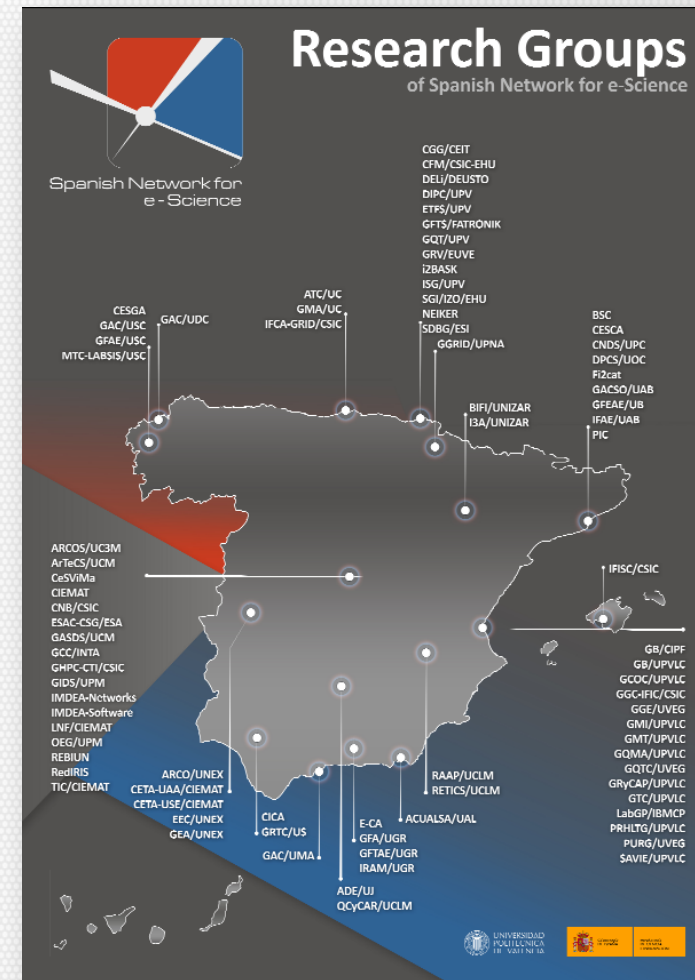 Research Groups
of Spanish Network for e-Science
Spanish Network for
e-Science
CGG/CEIT
CFM/CSIC-EHU
DELi/DEUSTO
DIPC/UPV
ETFS/UPV
GFTS/FATRONIK
GQT/UPV
GRV/EUVE
i2BASK
ISG/UPV
SGI/IZO/EHU
NEIKER
SDBG/ESI
GGRID/UPNA
ATC/UC
GMA/UC
IFCA-GRID/CSIC
CESGA
GAC/USC
GFAE/USC
MTC-LABSIS/USC
GAC/UDC
BSC
CESCA
CNDS/UPC
DPCS/UOC
Fi2cat
GACSO/UAB
GFEAE/UB
IFAE/UAB
PIC
BIFI/UNIZAR
I3A/UNIZAR
ARCOS/UC3M
ArTeCS/UCM
CeSViMa
CIEMAT
CNB/CSIC
ESAC-CSG/ESA
GASDS/UCM
GCC/INTA
GHPC-CTI/CSIC
GIDS/UPM
IMDEA-Networks
IMDEA-Software
LNF/CIEMAT
OEG/UPM
REBIUN
RedIRIS
TIC/CIEMAT
IFISC/CSIC
GB/CIPF
GB/UPVLC
GCOC/UPVLC
GGC-IFIC/CSIC
GGE/UVEG
GMI/UPVLC
GMT/UPVLC
GQMA/UPVLC
GQTC/UVEG
GRyCAP/UPVLC
GTC/UPVLC
LabGP/IBMCP
PRHLTG/UPVLC
PURG/UVEG
SAVIE/UPVLC
ARCO/UNEX
CETA-UAA/CIEMAT
CETA-USE/CIEMAT
EEC/UNEX
GEA/UNEX
CICA
GRTC/US
GAC/UMA
E-CA
GFA/UGR
GFTAE/UGR
IRAM/UGR
ADE/UJ
QCyCAR/UCLM
RAAP/UCLM
RETICS/UCLM
ACUALSA/UAL
UNIVERSIDAD
POLITECNICA
DE VALENCIA